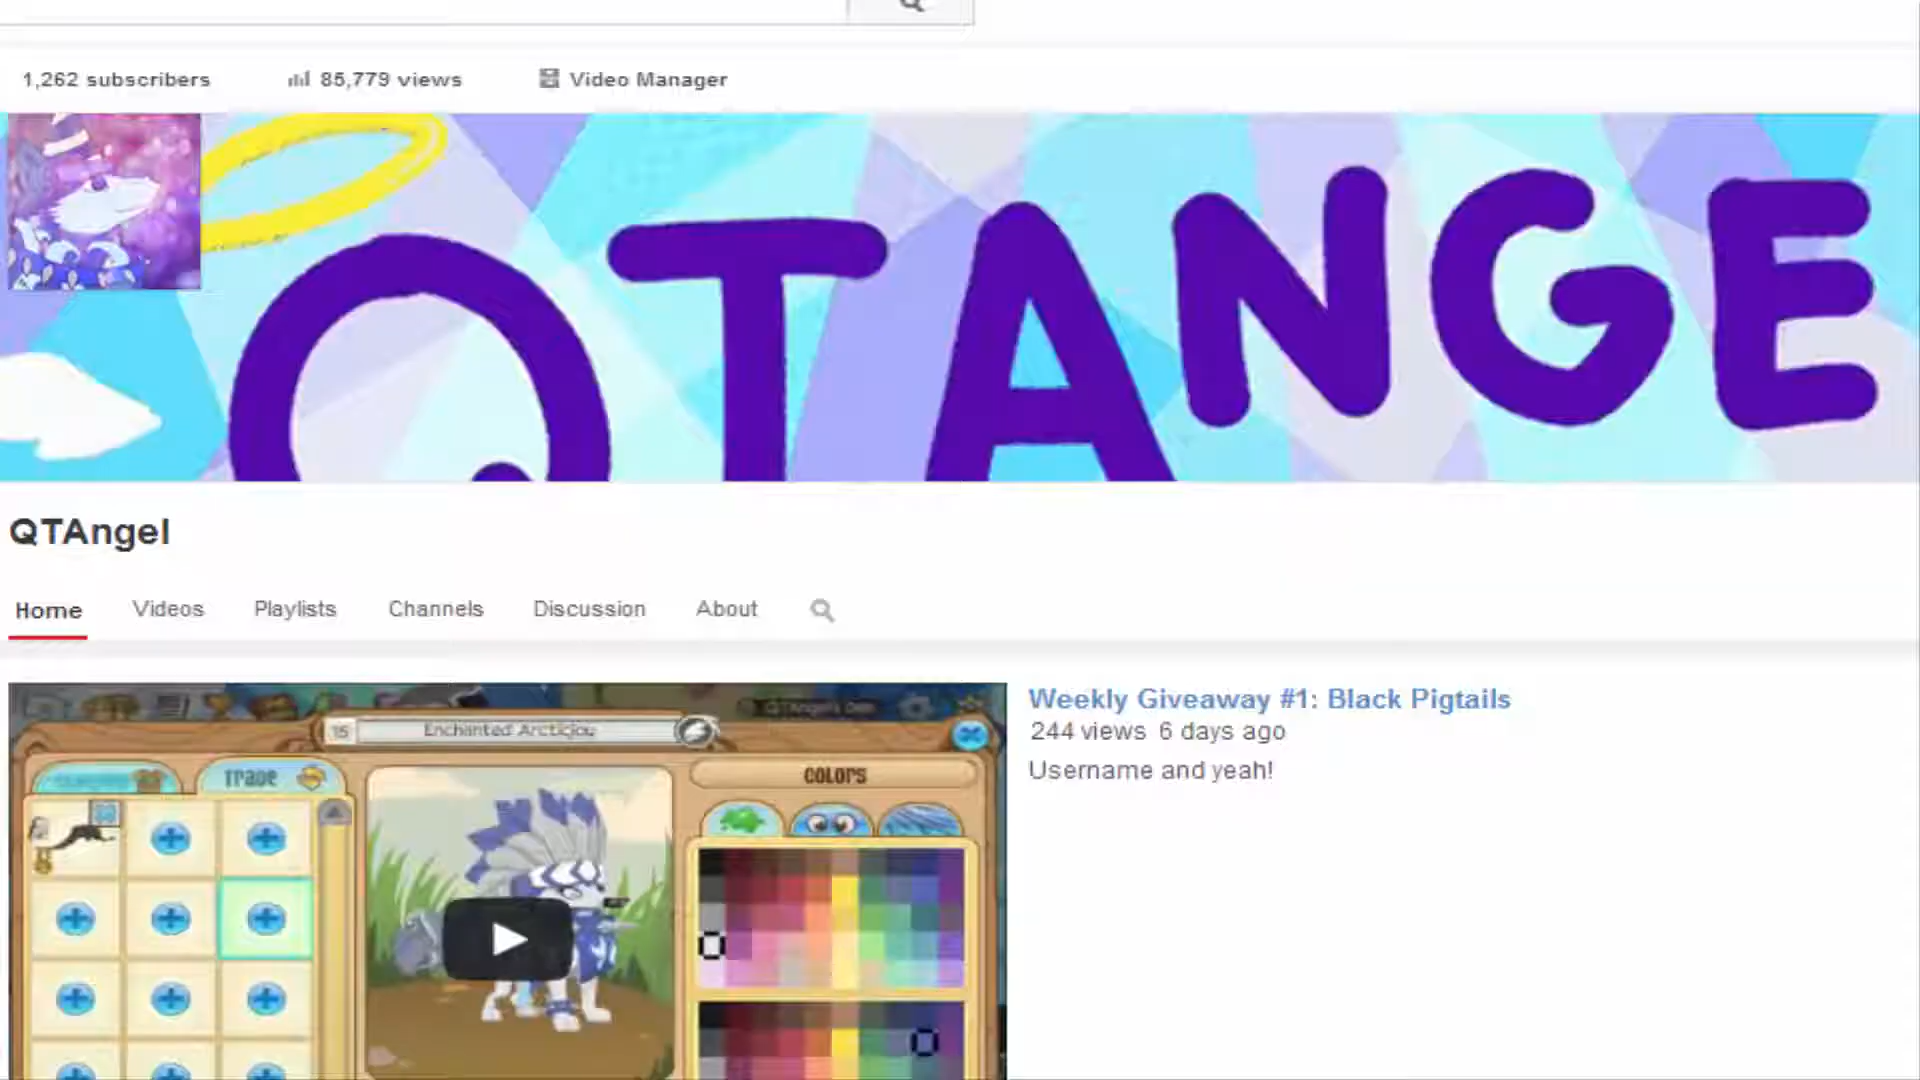 1,262 subscribers 85,779 views Video Manager
QTANGE
QTAngel
Home Videos Playlists Channels Discussion About
Weekly Giveaway #1: Black Pigtails
244 views 6 days ago
Username and yeah!
15 Enchanted Arcticjou
TRADE COLORS